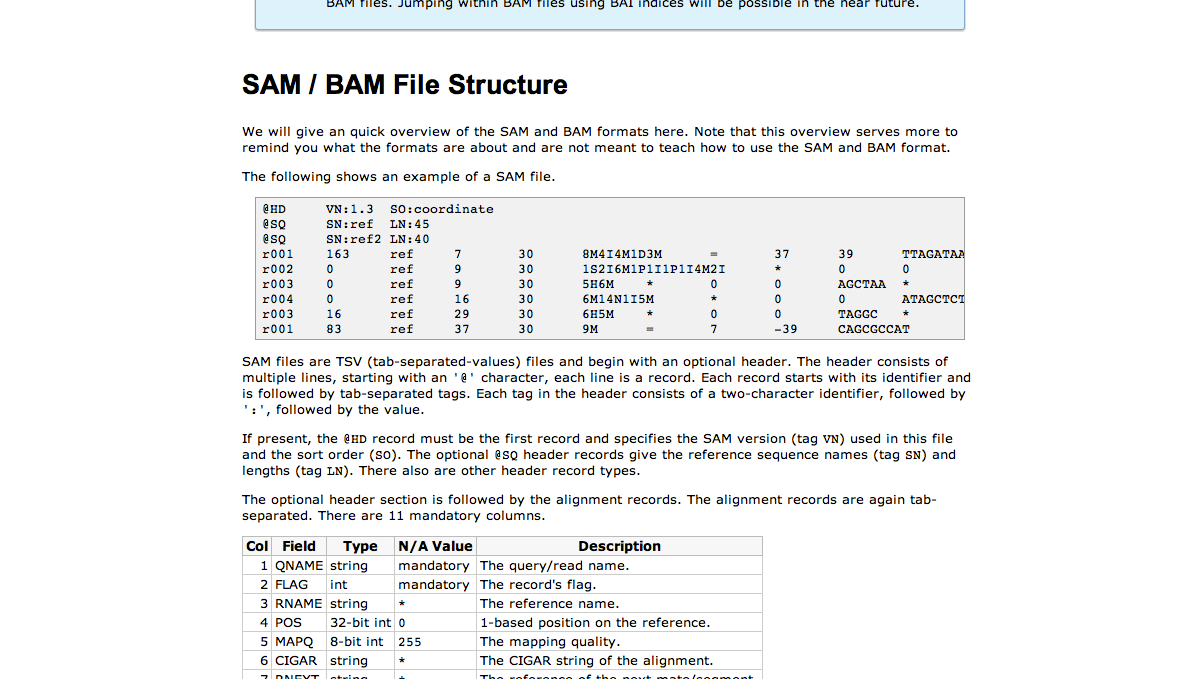 BAM files. Jumping within BAM files using BAI indices will be possible in the near future.
SAM / BAM File Structure
We will give an quick overview of the SAM and BAM formats here. Note that this overview serves more to
remind you what the formats are about and are not meant to teach how to use the SAM and BAM format.
The following shows an example of a SAM file.
@HD VN:1.3 SO:coordinate
@SQ SN:ref LN:45
@SQ SN:ref2 LN:40
r001 163 ref 7 30 8M4I4M1D3M = 37 39 TTAGATAA
r002 0 ref 9 30 1S2I6M1P1I1P1I4M2I * 0 0
r003 0 ref 9 30 5H6M * 0 0 AGCTAA *
r004 0 ref 16 30 6M14N1I5M * 0 0 ATAGCTCT
r003 16 ref 29 30 6H5M * 0 0 TAGGC *
r001 83 ref 37 30 9M = 7 -39 CAGCGCCAT
SAM files are TSV (tab-separated-values) files and begin with an optional header. The header consists of
multiple lines, starting with an '@' character, each line is a record. Each record starts with its identifier and
is followed by tab-separated tags. Each tag in the header consists of a two-character identifier, followed by
':', followed by the value.
If present, the @HD record must be the first record and specifies the SAM version (tag VN) used in this file
and the sort order (SO). The optional @SQ header records give the reference sequence names (tag SN) and
lengths (tag LN). There also are other header record types.
The optional header section is followed by the alignment records. The alignment records are again tab-
separated. There are 11 mandatory columns.
Col Field Type N/A Value Description
1 QNAME string mandatory The query/read name.
2 FLAG int mandatory The record's flag.
3 RNAME string * The reference name.
4 POS 32-bit int 0 1-based position on the reference.
5 MAPQ 8-bit int 255 The mapping quality.
6 CIGAR string * The CIGAR string of the alignment.
7 RNEXT string * The reference of the next mate/segment